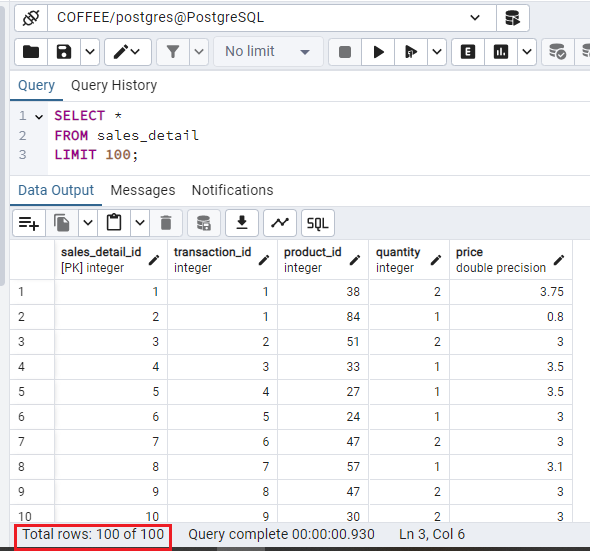 COFFEE/postgres@PostgreSQL
No limit
E
Query Query History
1 SELECT *
2 FROM sales_detail
3 LIMIT 100;
Data Output Messages Notifications
SQL
sales_detail_id transaction_id product_id quantity price
[PK] integer integer integer integer double precision
1 1 1 38 2 3.75
2 2 1 84 1 0.8
3 3 2 51 2 3
4 4 3 33 1 3.5
5 5 4 27 1 3.5
6 6 5 24 1 3
7 7 6 47 2 3
8 8 7 57 1 3.1
9 9 8 47 2 3
10 10 9 30 2 3
Total rows: 100 of 100 Query complete 00:00:00.930 Ln 3, Col 6